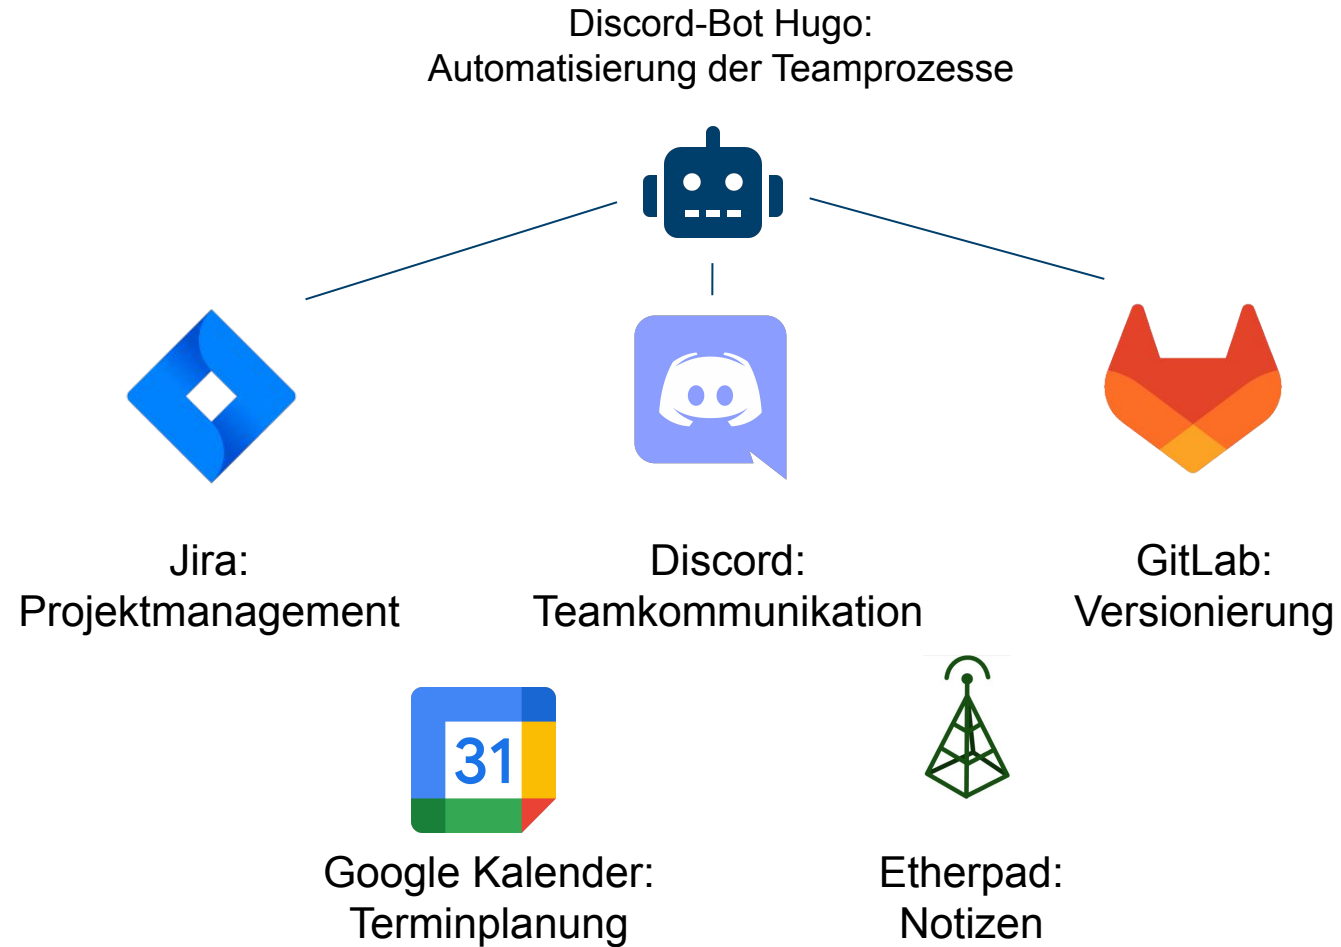 Discord-Bot Hugo:
Automatisierung der Teamprozesse
Jira:
Projektmanagement
Discord:
Teamkommunikation
GitLab:
Versionierung
31
Google Kalender:
Terminplanung
Etherpad:
Notizen